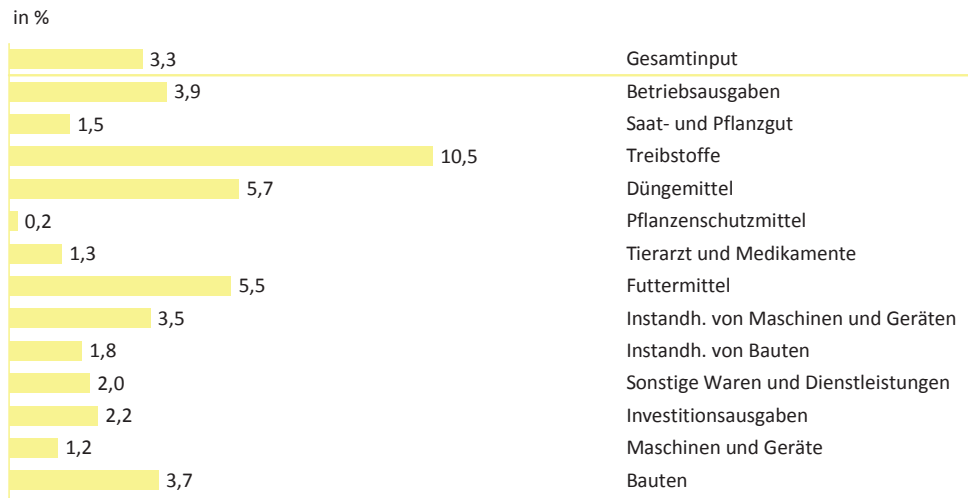 in %
3,3 Gesamtinput
3,9 Betriebsausgaben
1,5 Saat- und Pflanzgut
10,5 Treibstoffe
5,7 Düngemittel
0,2 Pflanzenschutzmittel
1,3 Tierarzt und Medikamente
5,5 Futtermittel
3,5 Instandh. von Maschinen und Geräten
1,8 Instandh. von Bauten
2,0 Sonstige Waren und Dienstleistungen
2,2 Investitionsausgaben
1,2 Maschinen und Geräte
3,7 Bauten